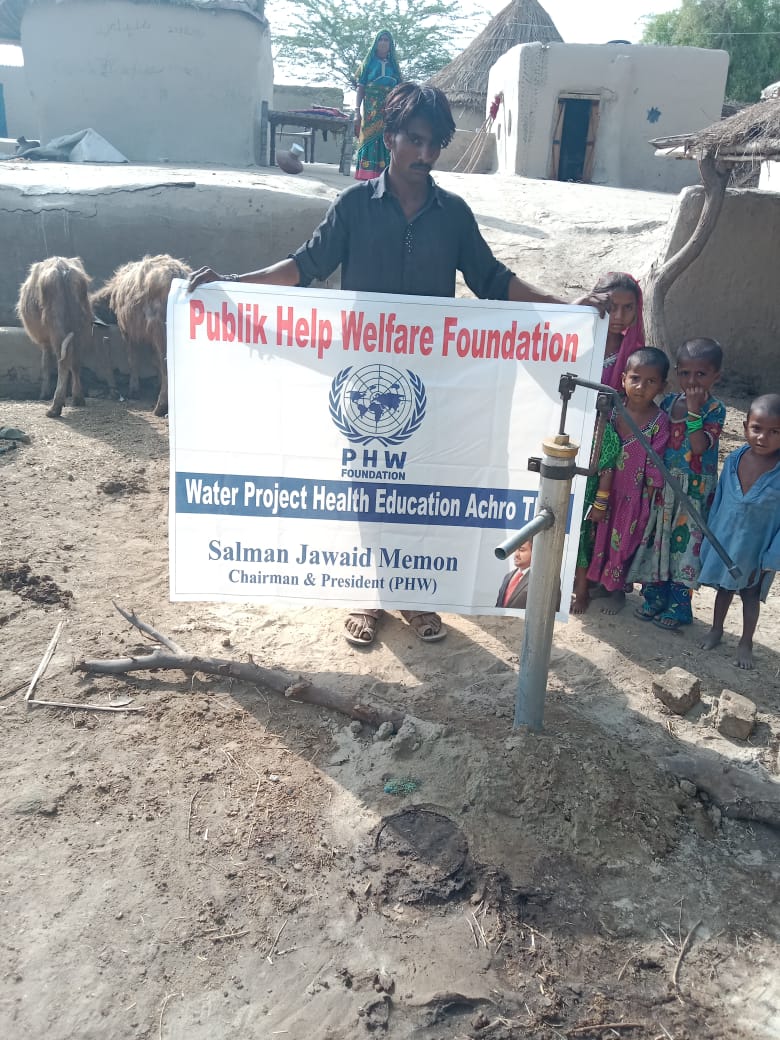 Publik Help Welfare Foundation
PHW
FOUNDATION
Water Project Health Education Achro
Salman Jawaid Memon
Chairman & President (PHW)